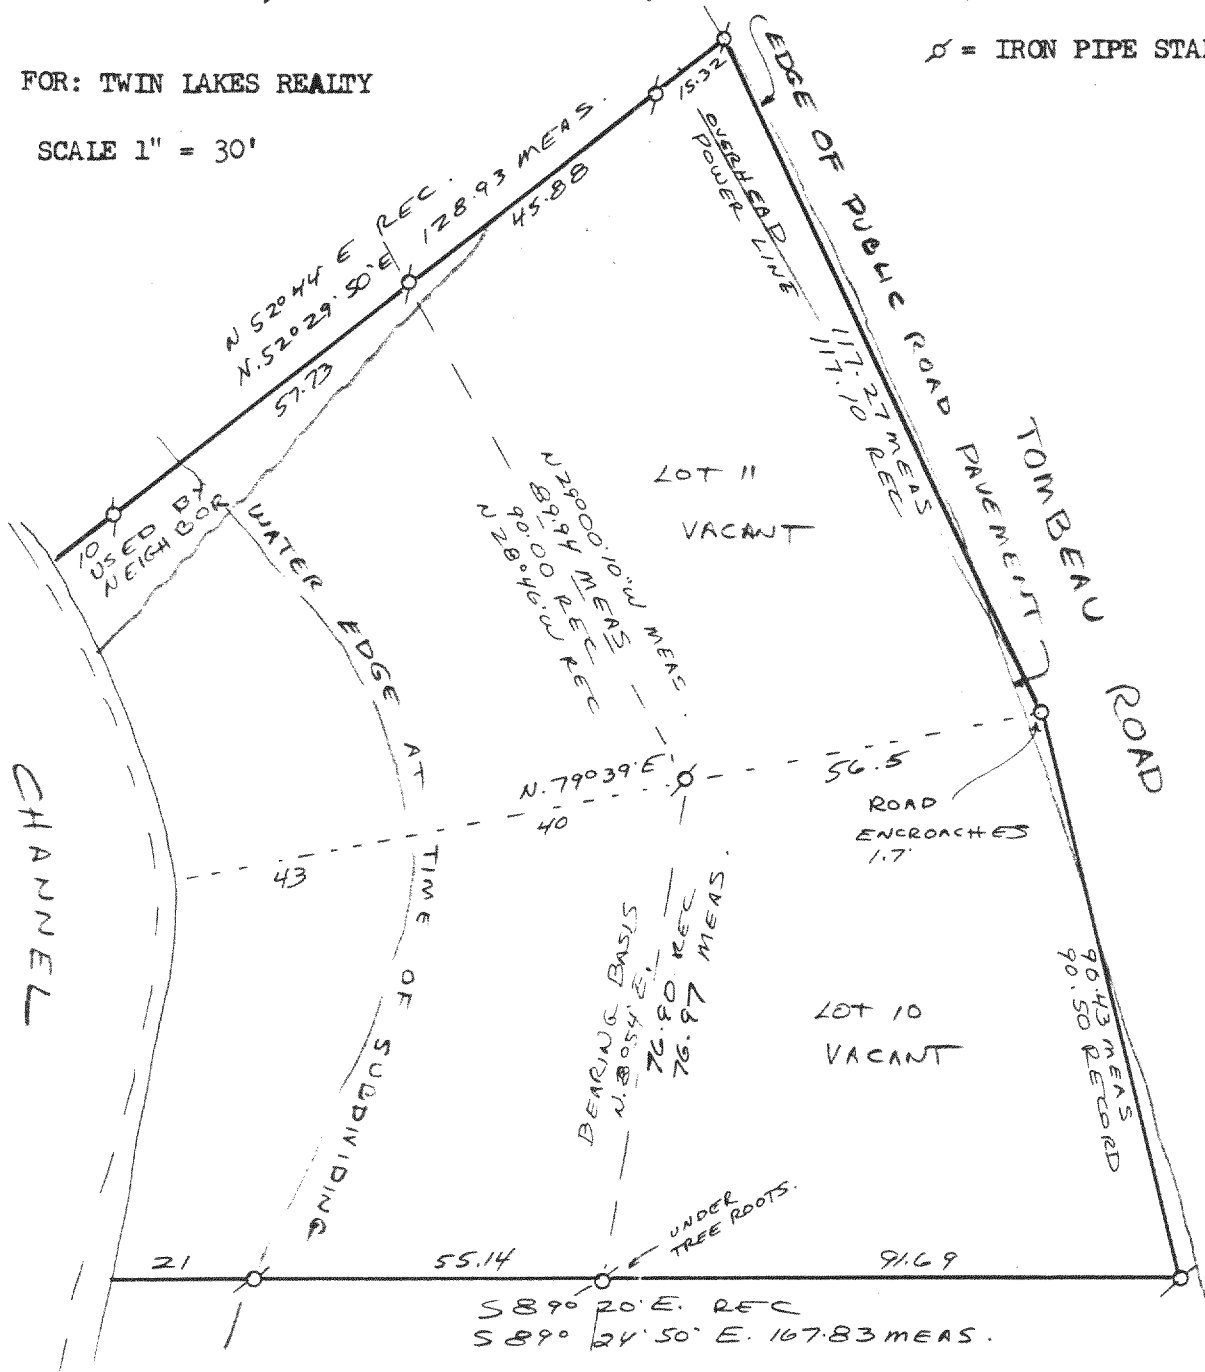 FOR: TWIN LAKES REALTY
SCALE 1" = 30'
= IRON PIPE STA
15.32
OVERHEAD
POWER LINE
EDGE OF PUBLIC ROAD PAVEMENT
N 52° 44 E REC.
N. 52° 29' 50" E 128.93 MEAS.
45.88
57.73
10
USED BY
NEIGHBOR
WATER EDGE AT TIME OF SUBDIVIDING
117.27 MEAS
117.10 REC
TOMBEAU ROAD
LOT 11
VACANT
N 29°00'10" W MEAS
89.94 MEAS
90.00 REC
N 28°46' W REC
N. 79°39' E
40
56.5
43
ROAD
ENCROACHES
1.7'
CHANNEL
BEARING BASIS
N. 8°54' E.
76.80 REC
76.97 MEAS.
LOT 10
VACANT
90.43 MEAS
90.50 RECORD
UNDER
TREE ROOTS.
21
55.14
91.69
S 89° 20' E. REC
S 89° 24' 50" E. 167.83 MEAS.